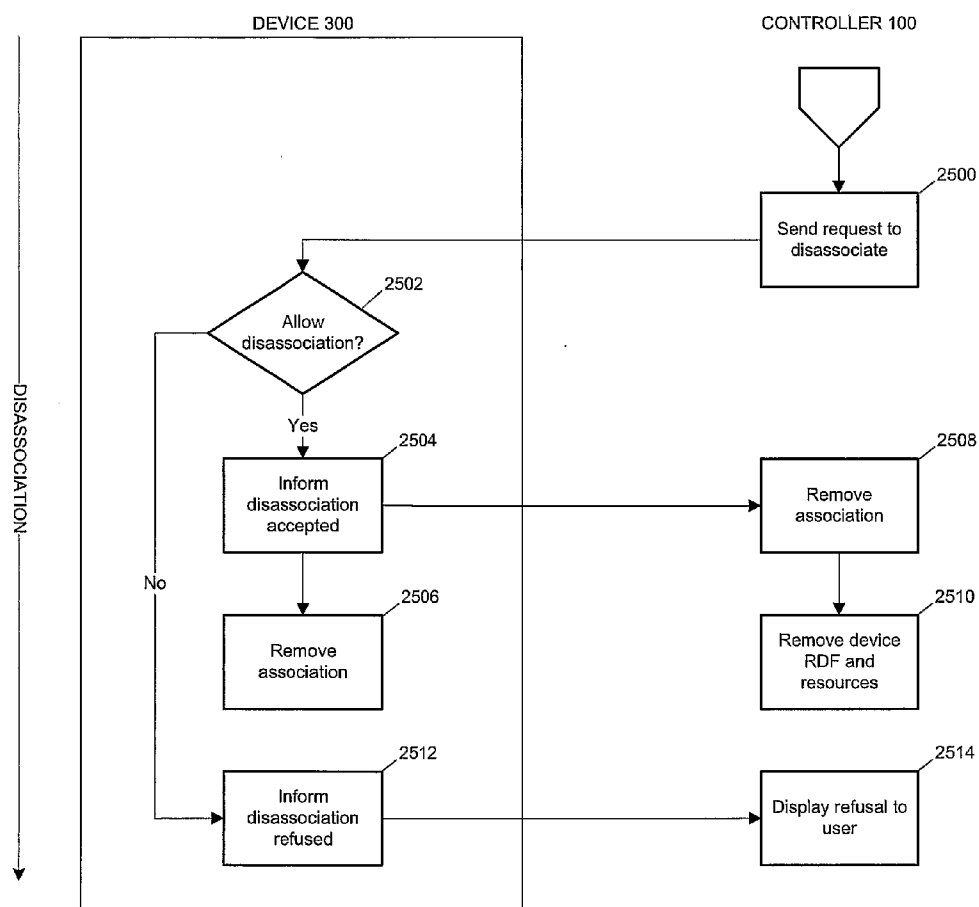 DEVICE 300
CONTROLLER 100
2500
Send request to
disassociate
2502
Allow
disassociation?
DISASSOCIATION
Yes
2504
Inform
disassociation
accepted
2508
Remove
association
No
2506
Remove
association
2510
Remove device
RDF and
resources
2512
Inform
disassociation
refused
2514
Display refusal to
user